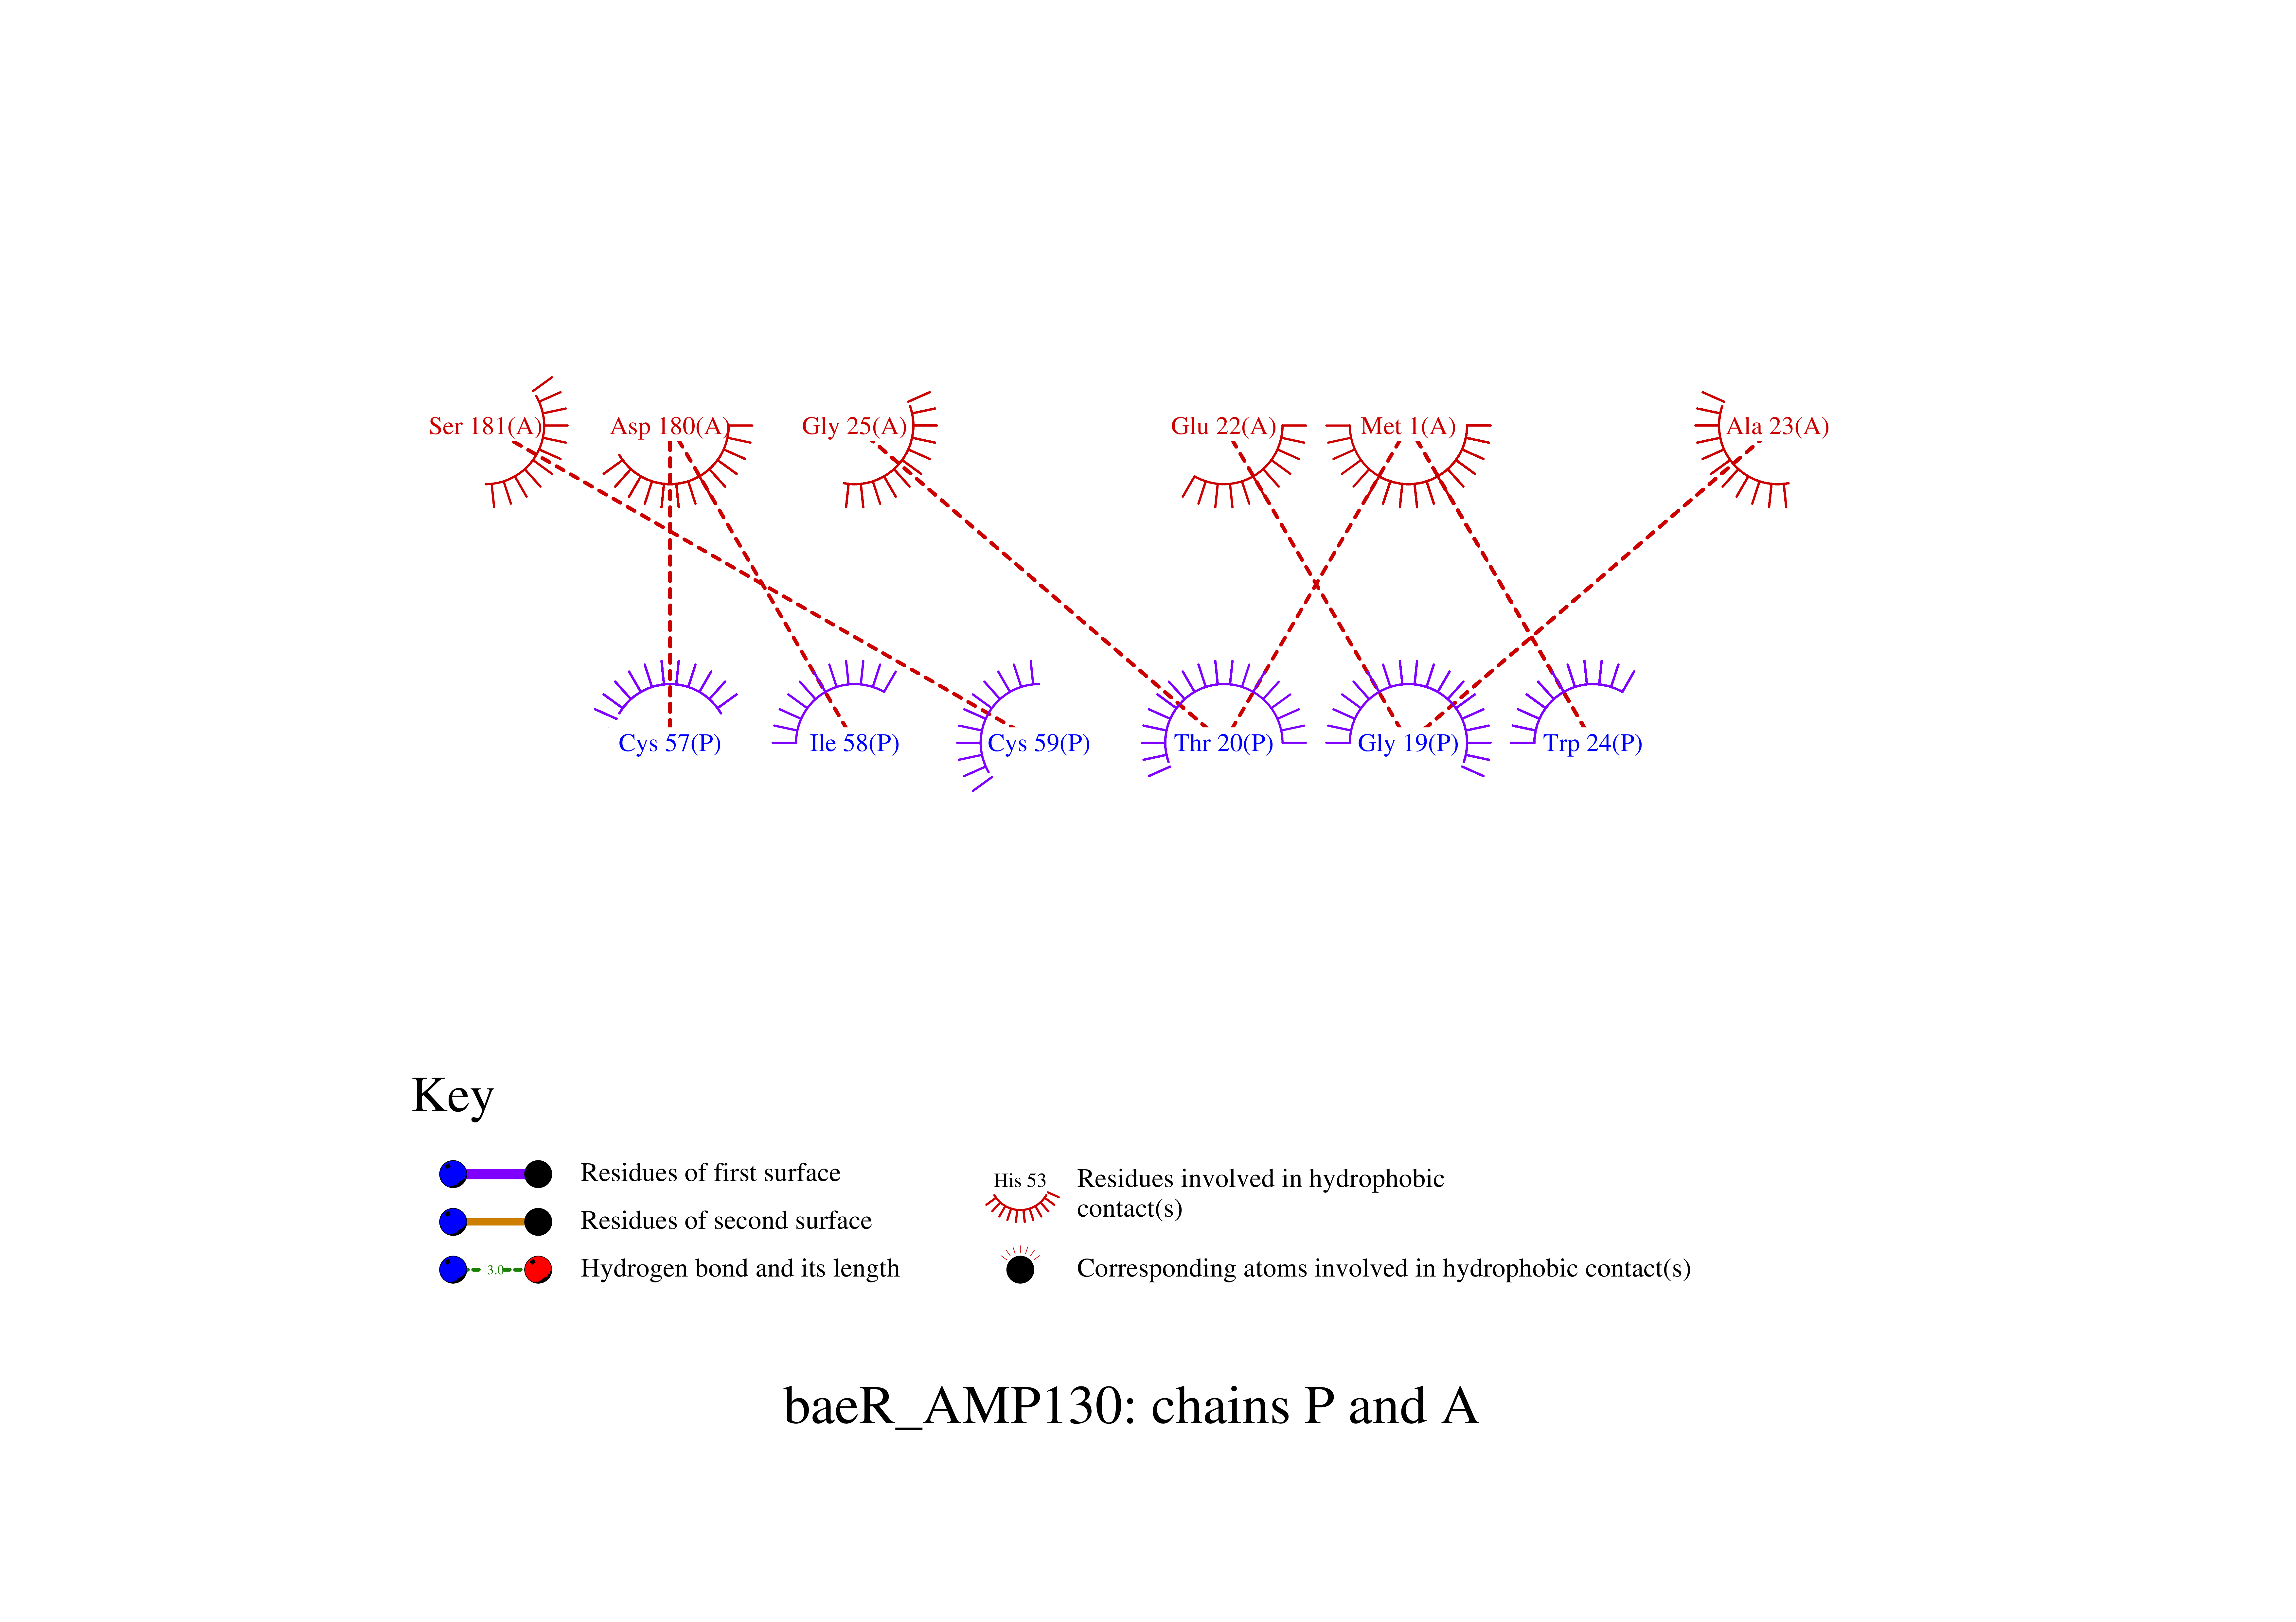 Ser 181(A) Asp 180(A) Gly 25(A) Glu 22(A) Met 1(A) Ala 23(A)
Cys 57(P) Ile 58(P) Cys 59(P) Thr 20(P) Gly 19(P) Trp 24(P)
Key
Residues of first surface
Residues of second surface
3.0 Hydrogen bond and its length
His 53 Residues involved in hydrophobic
contact(s)
Corresponding atoms involved in hydrophobic contact(s)
baeR_AMP130: chains P and A